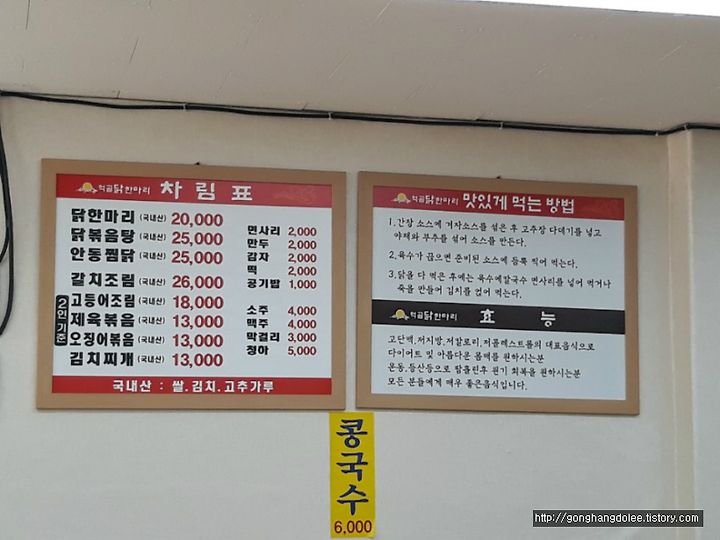 떡골닭한마리 차림표
닭한마리 (국내산) 20,000
닭볶음탕 (국내산) 25,000
안동찜닭 (국내산) 25,000
갈치조림 (국내산) 26,000
2인기준
고등어조림 (국내산) 18,000
제육볶음 (국내산) 13,000
오징어볶음 (국내산) 13,000
김치찌개 (국내산) 13,000
면사리 2,000
만두 2,000
감자 2,000
떡 2,000
공기밥 1,000
소주 4,000
맥주 4,000
막걸리 3,000
청하 5,000
국내산 : 쌀.김치.고추가루
떡골닭한마리 맛있게 먹는 방법
1.간장 소스에 겨자소스를 섞은 후 고추장 다데기를 넣고
야채와 부추를 섞어 소스를 만든다.
2.육수가 끊으면 준비된 소스에 듬뿍 찍어 먹는다.
3.닭을 다 먹은 후에는 육수에칼국수 면사리를 넣어 먹거나
죽을 만들어 김치를 얹어 먹는다.
떡골닭한마리 효 능
고단백,저지방,저칼로리,저콜레스트롤의 대표음식으로
다이어트 및 아름다운 몸매를 원하시는분
운동,등산등으로 땀흘린후 원기 회복을 원하시는분
모든 분들에게 매우 좋은음식입니다.
콩국수
6,000
http://gonghangdolee.tistory.com